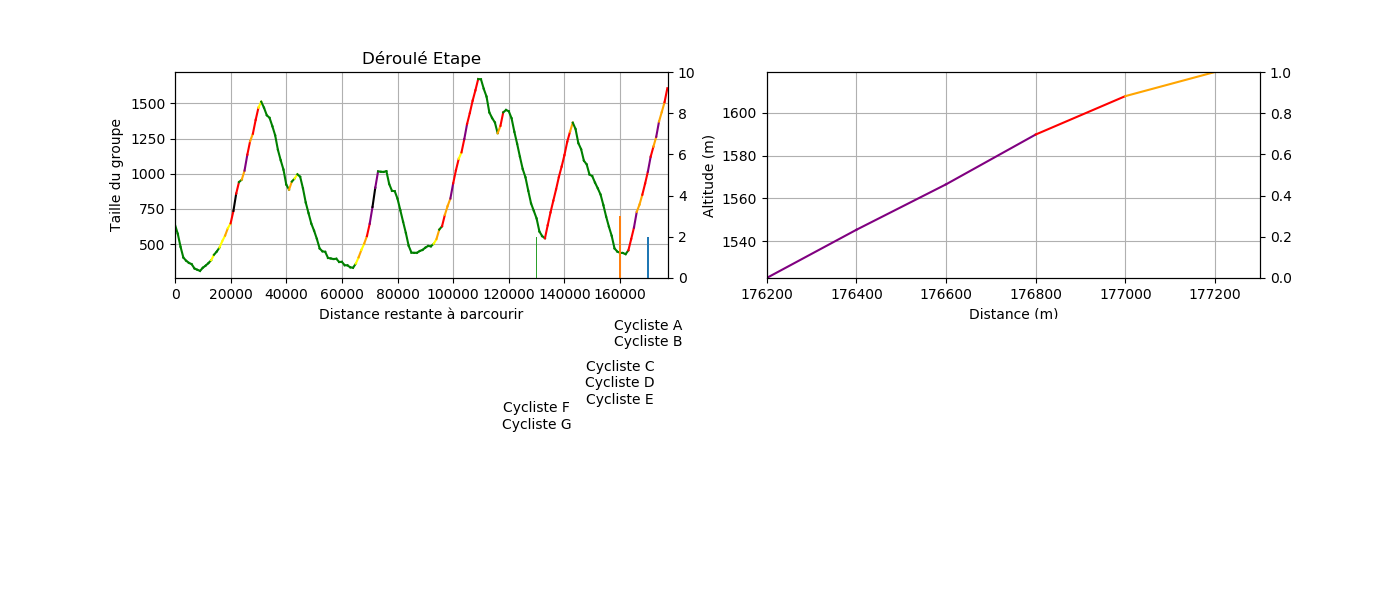 Déroulé Etape
Taille du groupe
1500
1250
1000
750
500
10
8
6
4
2
0
0 20000 40000 60000 80000 100000 120000 140000 160000
Distance restante à parcourir
Altitude (m)
1600
1580
1560
1540
1.0
0.8
0.6
0.4
0.2
0.0
176200 176400 176600 176800 177000 177200
Distance (m)
Cycliste A
Cycliste B
Cycliste C
Cycliste D
Cycliste E
Cycliste F
Cycliste G